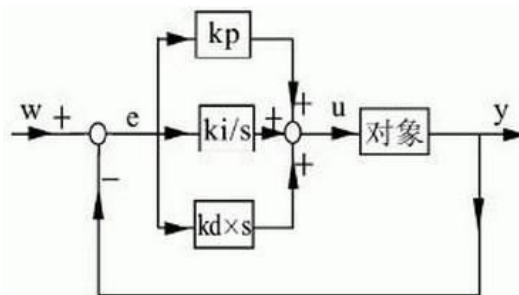 kp
w + e ki/s + + u 对象 y
− +
kd×s